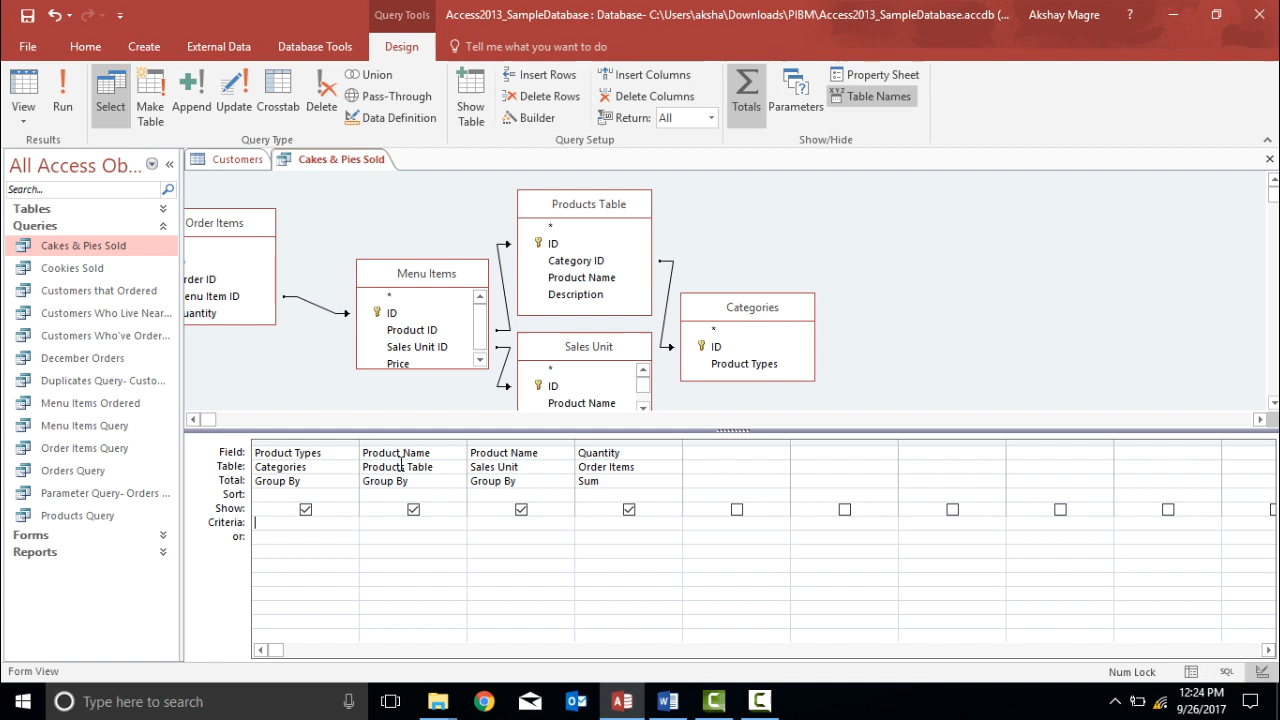 Query Tools
Access2013_SampleDatabase : Database- C:\Users\aksha\Downloads\PIBM\Access2013_SampleDatabase.accdb (...
Akshay Magre
?
File Home Create External Data Database Tools Design Tell me what you want to do
View
Run
Select
Make Table
Append
Update
Crosstab
Delete
Union
Pass-Through
Data Definition
Show Table
Insert Rows
Delete Rows
Builder
Insert Columns
Delete Columns
Return: All
Totals
Parameters
Property Sheet
XYZ Table Names
Results
Query Type
Query Setup
Show/Hide
All Access Ob...
Search...
Tables
Queries
Cakes & Pies Sold
Cookies Sold
Customers that Ordered
Customers Who Live Near...
Customers Who've Order...
December Orders
Duplicates Query- Custo...
Menu Items Ordered
Menu Items Query
Order Items Query
Orders Query
Parameter Query- Orders ...
Products Query
Forms
Reports
Customers
Cakes & Pies Sold
Order Items
rder ID
enu Item ID
uantity
Menu Items
*
ID
Product ID
Sales Unit ID
Price
Products Table
*
ID
Category ID
Product Name
Description
Sales Unit
*
ID
Product Name
Categories
*
ID
Product Types
Field: Product Types Product Name Product Name Quantity
Table: Categories Products Table Sales Unit Order Items
Total: Group By Group By Group By Sum
Sort:
Show:
Criteria:
or:
Form View
Num Lock
SQL
Type here to search
12:24 PM
9/26/2017